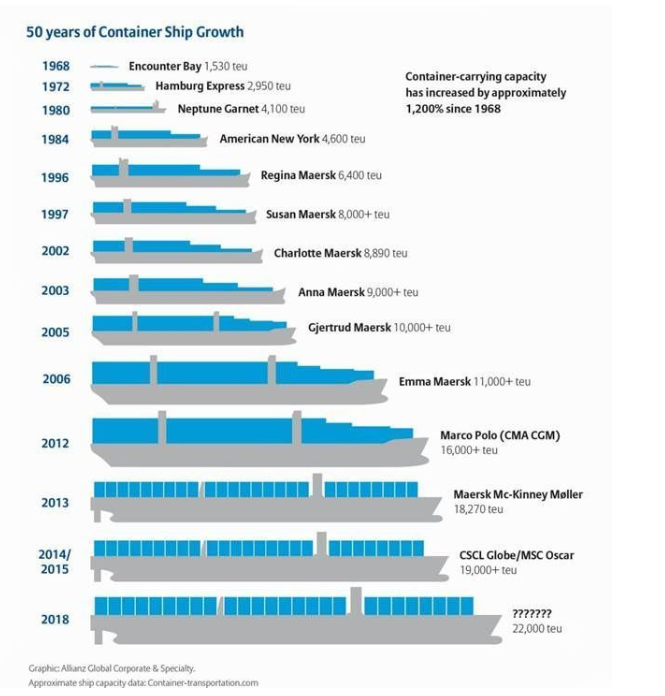 50 years of Container Ship Growth
1968 Encounter Bay 1,530 teu
Container-carrying capacity
has increased by approximately
1,200% since 1968
1972 Hamburg Express 2,950 teu
1980 Neptune Garnet 4,100 teu
1984 American New York 4,600 teu
1996 Regina Maersk 6,400 teu
1997 Susan Maersk 8,000+ teu
2002 Charlotte Maersk 8,890 teu
2003 Anna Maersk 9,000+ teu
2005 Gjertrud Maersk 10,000+ teu
2006 Emma Maersk 11,000+ teu
2012 Marco Polo (CMA CGM)
16,000+ teu
2013 Maersk Mc-Kinney Møller
18,270 teu
2014/
2015 CSCL Globe/MSC Oscar
19,000+ teu
2018 ???????
22,000 teu
Graphic: Allianz Global Corporate & Specialty.
Approximate ship capacity data: Container-transportation.com